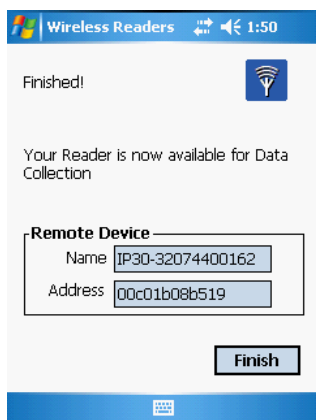 Wireless Readers 1:50
Finished!
Your Reader is now available for Data
Collection
Remote Device
Name IP30-32074400162
Address 00c01b08b519
Finish